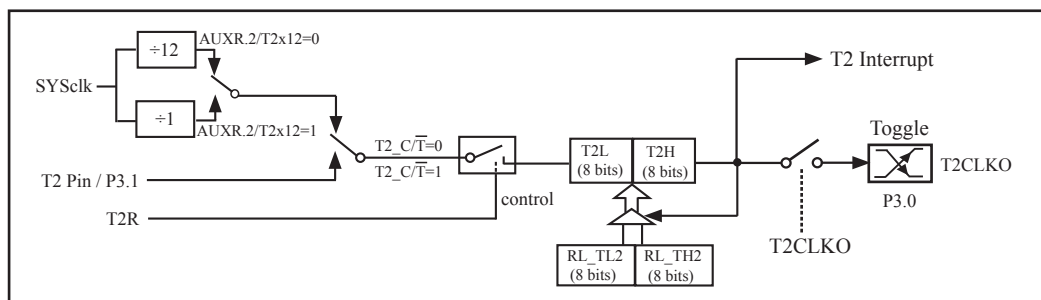 ÷12
AUXR.2/T2x12=0
SYSclk
÷1
AUXR.2/T2x12=1
T2 Pin / P3.1
T2R
T2_C/T̅=0
T2_C/T̅=1
control
T2L
(8 bits)
T2H
(8 bits)
RL_TL2
(8 bits)
RL_TH2
(8 bits)
T2 Interrupt
Toggle
T2CLKO
P3.0
T2CLKO